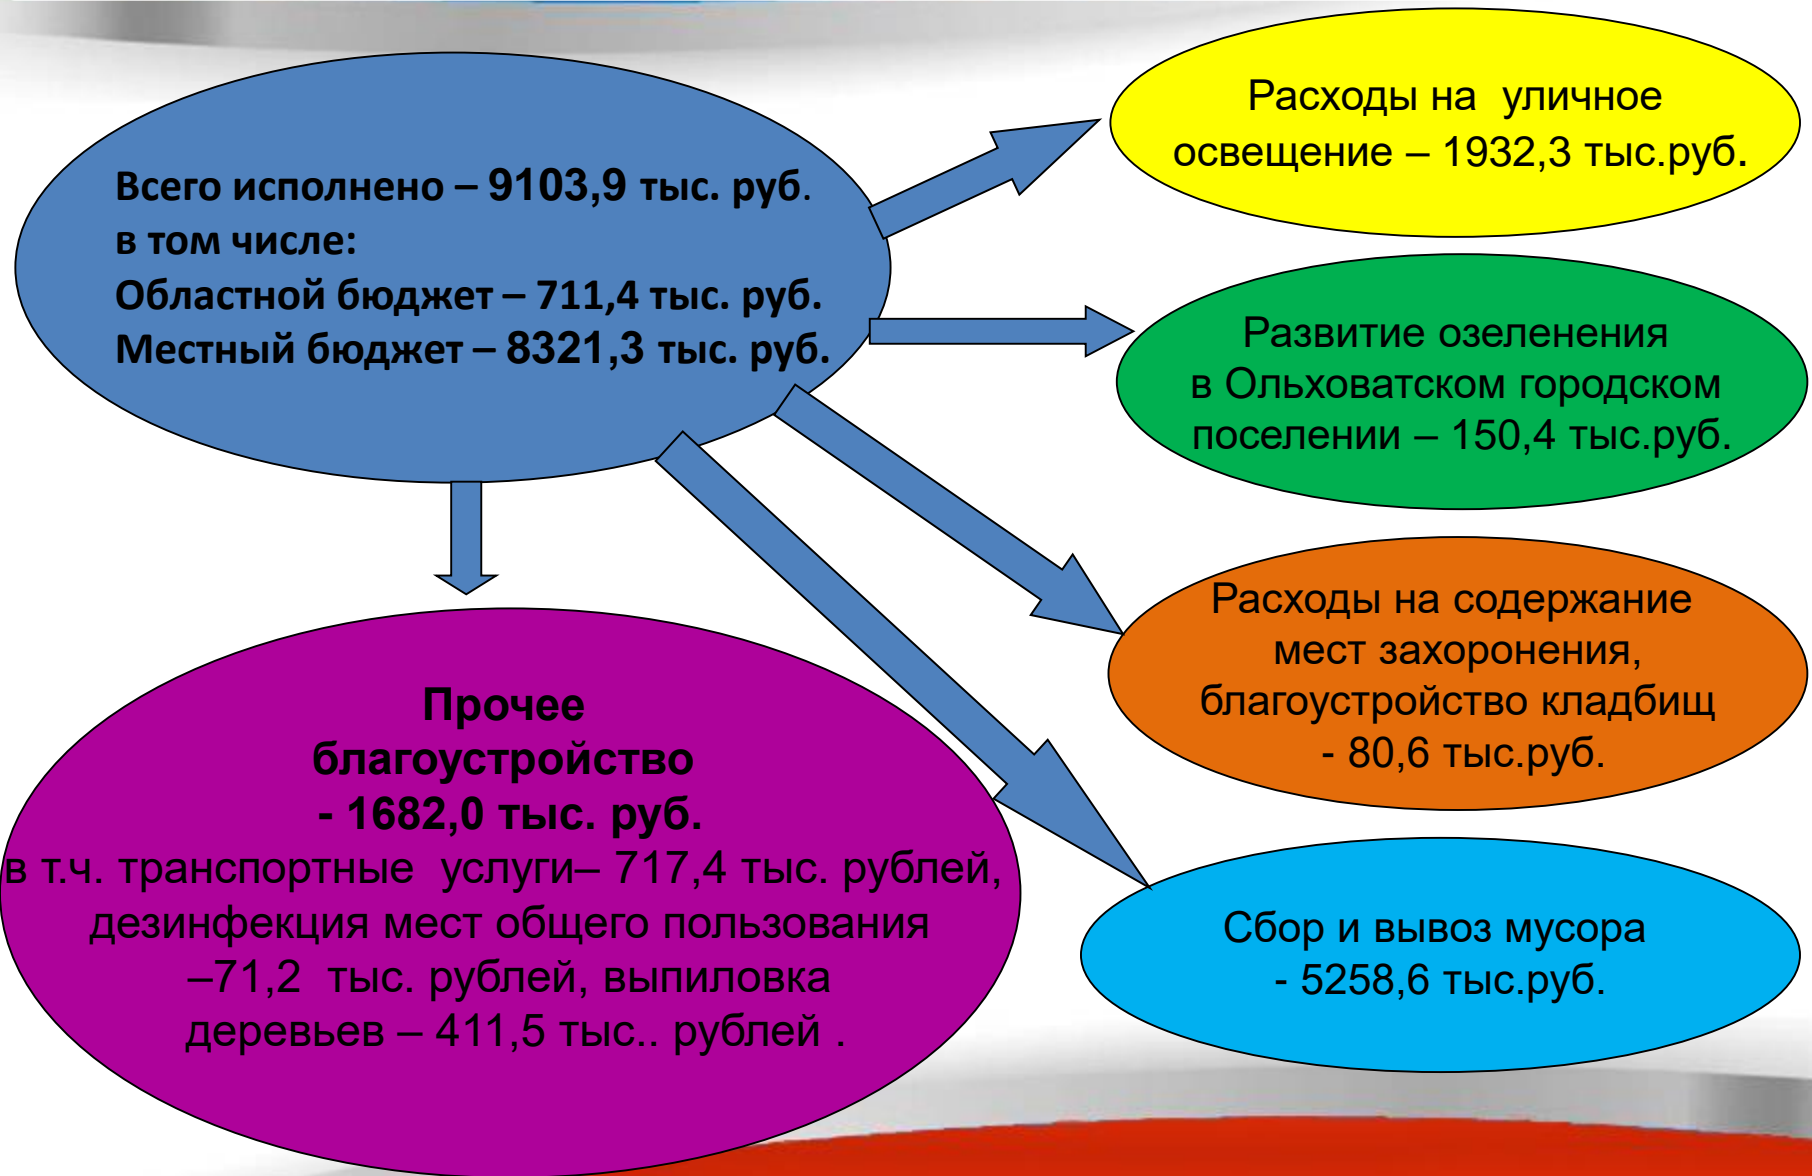 Всего исполнено – 9103,9 тыс. руб.
в том числе:
Областной бюджет – 711,4 тыс. руб.
Местный бюджет – 8321,3 тыс. руб.
Расходы на уличное
освещение – 1932,3 тыс.руб.
Развитие озеленения
в Ольховатском городском
поселении – 150,4 тыс.руб.
Расходы на содержание
мест захоронения,
благоустройство кладбищ
- 80,6 тыс.руб.
Сбор и вывоз мусора
- 5258,6 тыс.руб.
Прочее
благоустройство
- 1682,0 тыс. руб.
в т.ч. транспортные услуги– 717,4 тыс. рублей,
дезинфекция мест общего пользования
–71,2 тыс. рублей, выпиловка
деревьев – 411,5 тыс.. рублей .